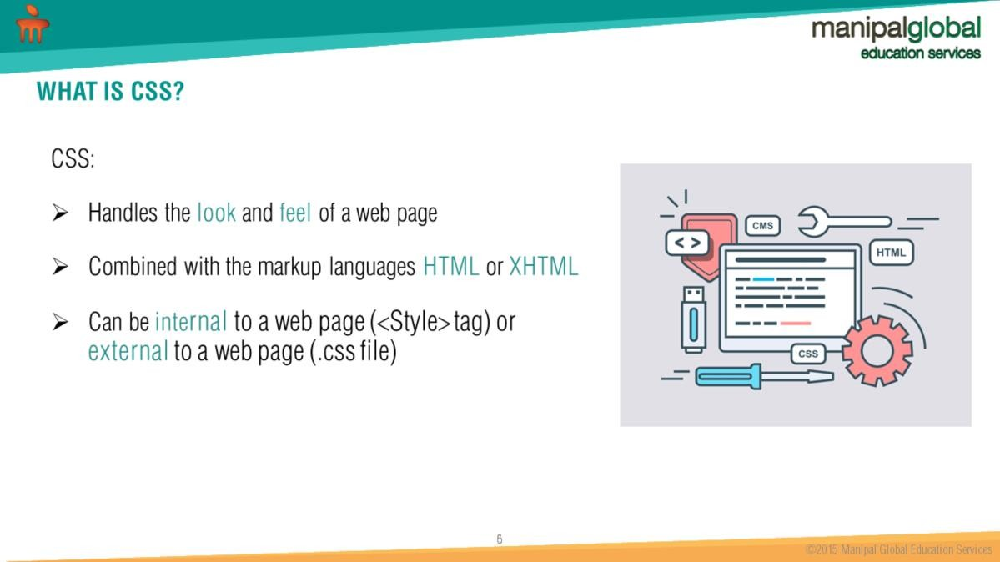 manipalglobal
education services
WHAT IS CSS?
CSS:
➢ Handles the look and feel of a web page
➢ Combined with the markup languages HTML or XHTML
➢ Can be internal to a web page (<Style> tag) or
external to a web page (.css file)
CMS
< >
HTML
CSS
6
©2015 Manipal Global Education Services